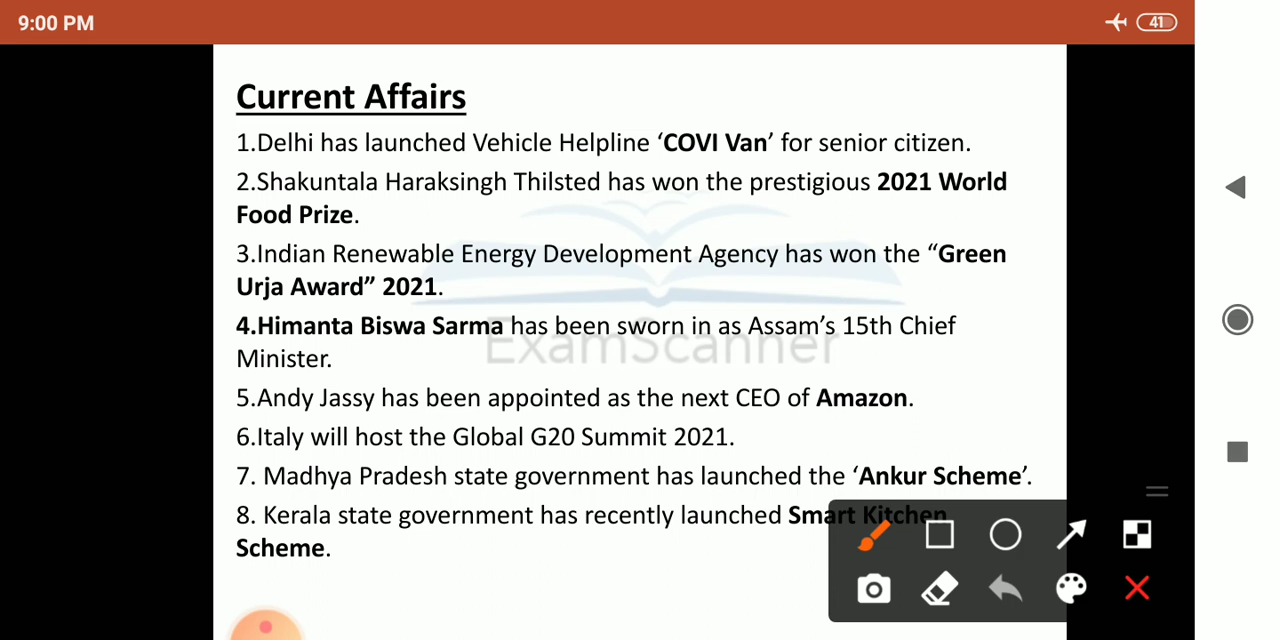 9:00 PM
41
Current Affairs
1.Delhi has launched Vehicle Helpline ‘COVI Van’ for senior citizen.
2.Shakuntala Haraksingh Thilsted has won the prestigious 2021 World
Food Prize.
3.Indian Renewable Energy Development Agency has won the “Green
Urja Award” 2021.
4.Himanta Biswa Sarma has been sworn in as Assam’s 15th Chief
Minister.
ExamScanner
5.Andy Jassy has been appointed as the next CEO of Amazon.
6.Italy will host the Global G20 Summit 2021.
7. Madhya Pradesh state government has launched the ‘Ankur Scheme’.
8. Kerala state government has recently launched Smart Kitchen
Scheme.